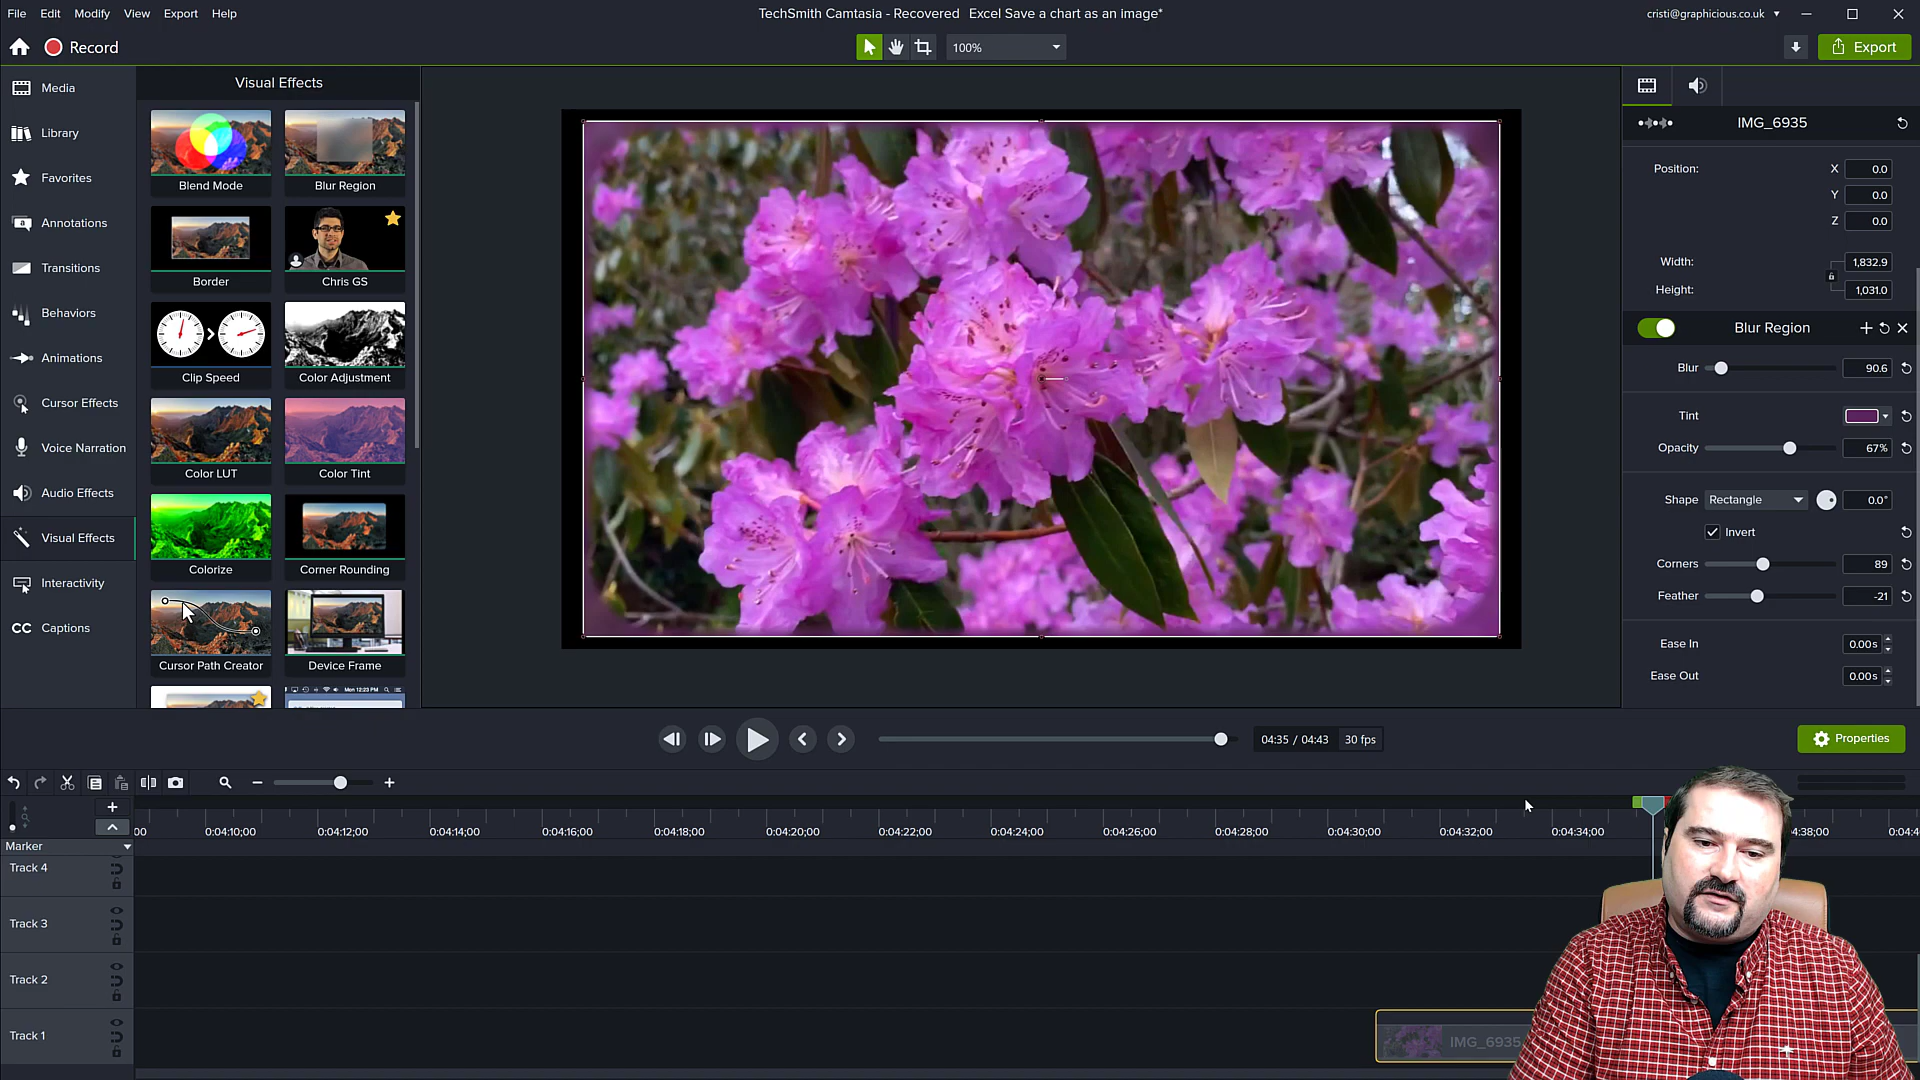 File Edit Modify View Export Help
TechSmith Camtasia - Recovered Excel Save a chart as an image*
cristi@graphicious.co.uk
Record
100%
Export
Media
Library
Favorites
Annotations
Transitions
Behaviors
Animations
Cursor Effects
Voice Narration
Audio Effects
Visual Effects
Interactivity
CC Captions
Visual Effects
Blend Mode
Blur Region
Border
Chris GS
Clip Speed
Color Adjustment
Color LUT
Color Tint
Colorize
Corner Rounding
Cursor Path Creator
Device Frame
IMG_6935
Position: X 0.0
Y 0.0
Z 0.0
Width: 1,832.9
Height: 1,031.0
Blur Region
Blur 90.6
Tint
Opacity 67%
Shape Rectangle 0.0°
Invert
Corners 89
Feather -21
Ease In 0.00s
Ease Out 0.00s
04:35 / 04:43 30 fps
Properties
0:04:10;00 0:04:12;00 0:04:14;00 0:04:16;00 0:04:18;00 0:04:20;00 0:04:22;00 0:04:24;00 0:04:26;00 0:04:28;00 0:04:30;00 0:04:32;00 0:04:34;00
Marker
Track 4
Track 3
Track 2
Track 1
IMG_6935